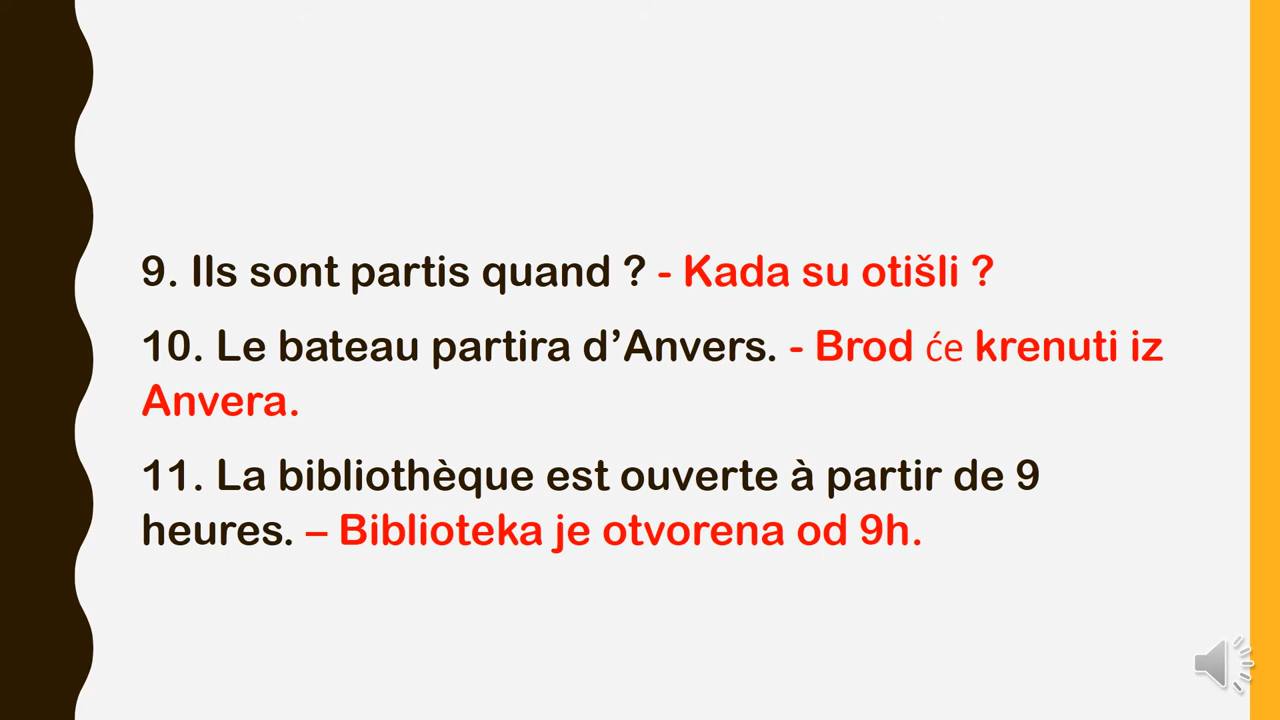 9. Ils sont partis quand ? - Kada su otišli ?
10. Le bateau partira d’Anvers. - Brod će krenuti iz
Anvera.
11. La bibliothèque est ouverte à partir de 9
heures. – Biblioteka je otvorena od 9h.